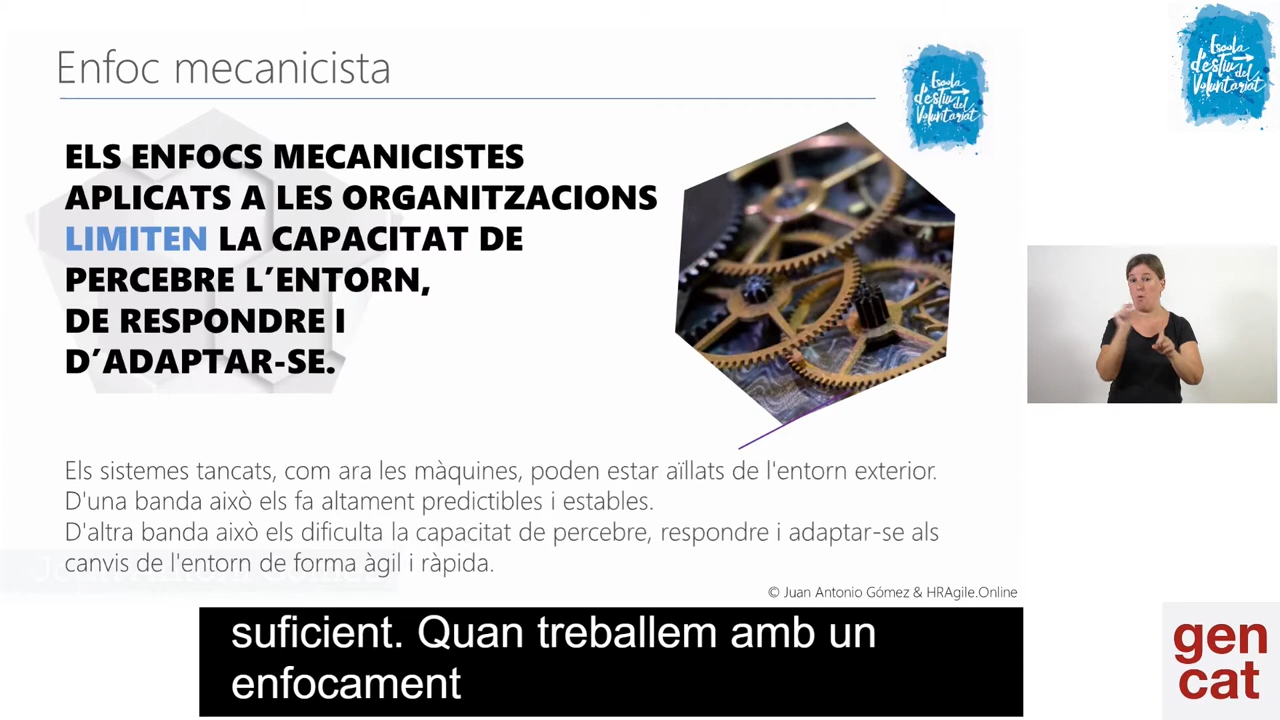 Enfoc mecanicista
Escola
d'estiu
del
Voluntariat
Escola
d'estiu
del
Voluntariat
ELS ENFOCS MECANICISTES
APLICATS A LES ORGANITZACIONS
LIMITEN LA CAPACITAT DE
PERCEBRE L'ENTORN,
DE RESPONDRE I
D'ADAPTAR-SE.
Els sistemes tancats, com ara les màquines, poden estar aïllats de l'entorn exterior.
D'una banda això els fa altament predictibles i estables.
D'altra banda això els dificulta la capacitat de percebre, respondre i adaptar-se als
canvis de l'entorn de forma àgil i ràpida.
© Juan Antonio Gómez & HRAgile.Online
suficient. Quan treballem amb un
enfocament
gen
cat